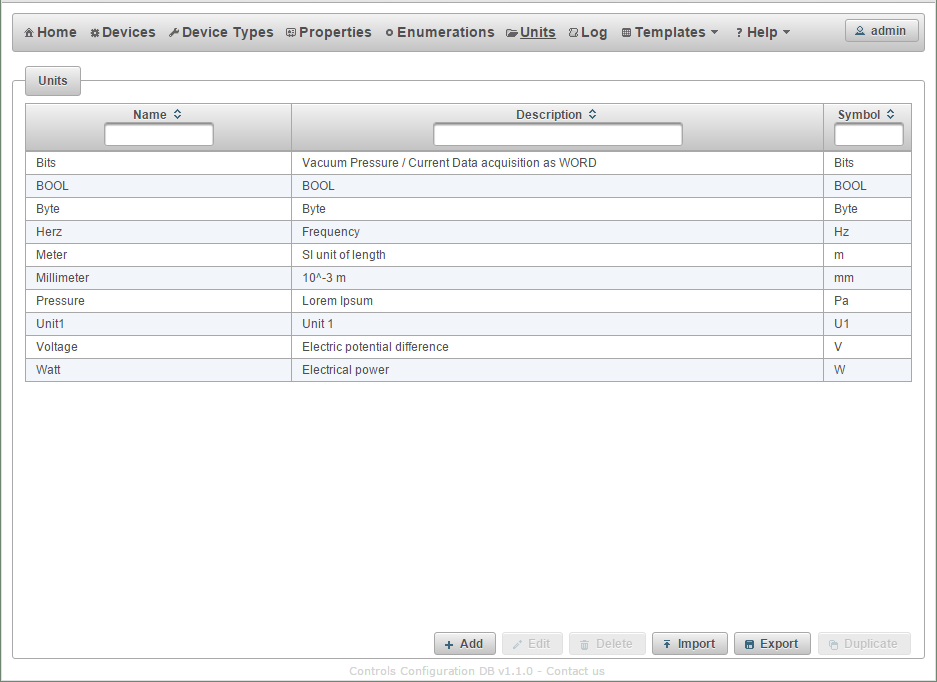 Home Devices Device Types Properties Enumerations Units Log Templates ? Help admin
Units
Name Description Symbol
Bits Vacuum Pressure / Current Data acquisition as WORD Bits
BOOL BOOL BOOL
Byte Byte Byte
Herz Frequency Hz
Meter SI unit of length m
Millimeter 10^-3 m mm
Pressure Lorem Ipsum Pa
Unit1 Unit 1 U1
Voltage Electric potential difference V
Watt Electrical power W
+ Add Edit Delete Import Export Duplicate
Controls Configuration DB v1.1.0 - Contact us